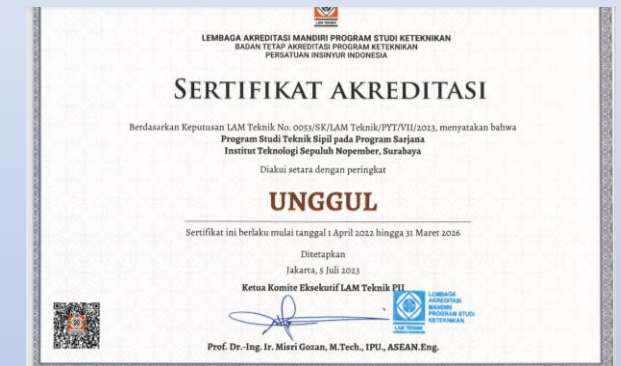 LAM TEKNIK
LEMBAGA AKREDITASI MANDIRI PROGRAM STUDI KETEKNIKAN
BADAN TETAP AKREDITASI PROGRAM KETEKNIKAN
PERSATUAN INSINYUR INDONESIA
SERTIFIKAT AKREDITASI
Berdasarkan Keputusan LAM Teknik No. 0053/SK/LAM Teknik/PYT/VII/2023, menyatakan bahwa
Program Studi Teknik Sipil pada Program Sarjana
Institut Teknologi Sepuluh Nopember, Surabaya
Diakui setara dengan peringkat
UNGGUL
Sertifikat ini berlaku mulai tanggal 1 April 2022 hingga 31 Maret 2026
Ditetapkan
Jakarta, 5 Juli 2023
Ketua Komite Eksekutif LAM Teknik PII
LEMBAGA
AKREDITASI
MANDIRI
PROGRAM STUDI
KETEKNIKAN
LAM TEKNIK
Prof. Dr.-Ing. Ir. Misri Gozan, M.Tech., IPU., ASEAN.Eng.